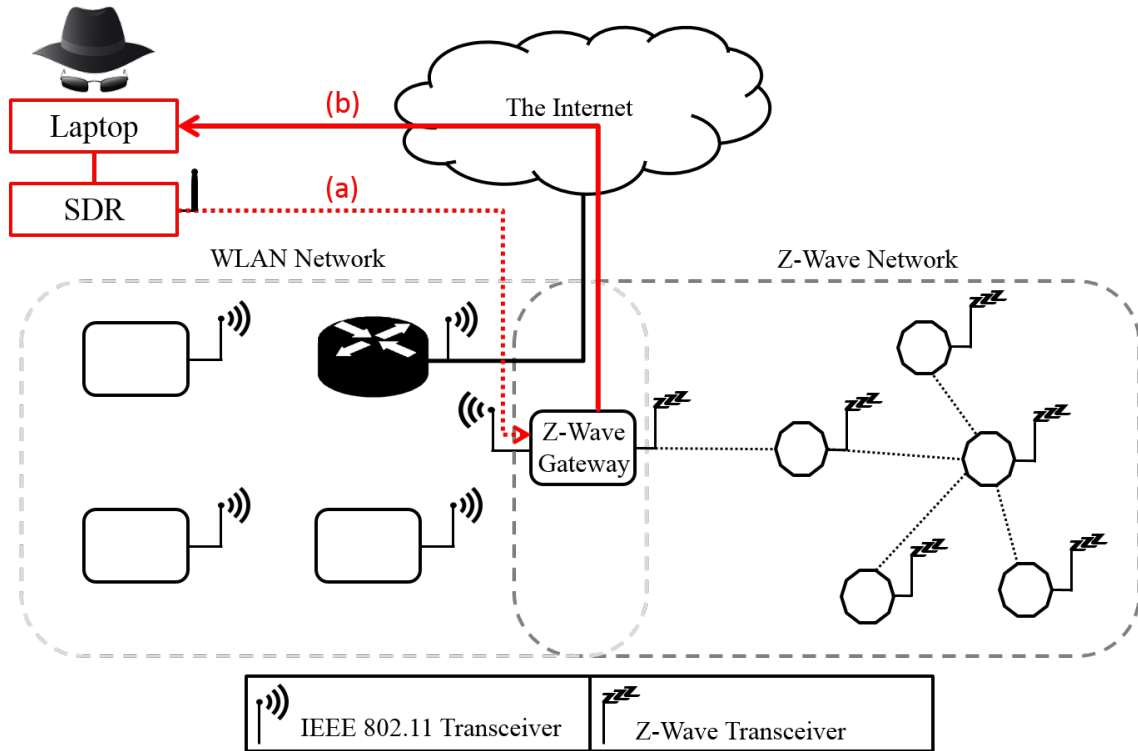 The Internet
(b)
Laptop
(a)
SDR
WLAN Network
Z-Wave Network
Z-Wave
Gateway
IEEE 802.11 Transceiver
Z-Wave Transceiver